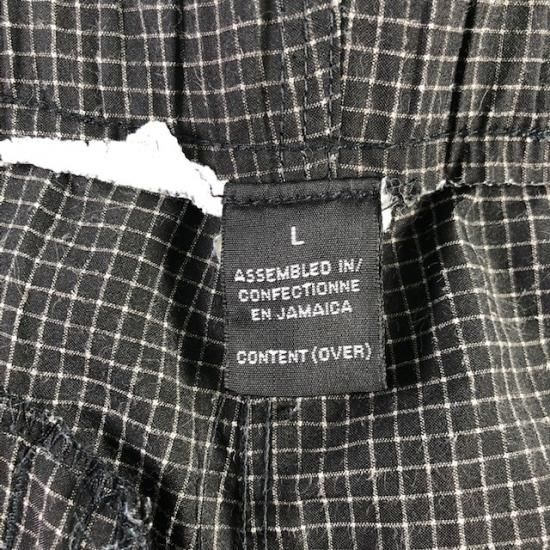 L
ASSEMBLED IN/
CONFECTIONNE
EN JAMAICA
CONTENT (OVER)